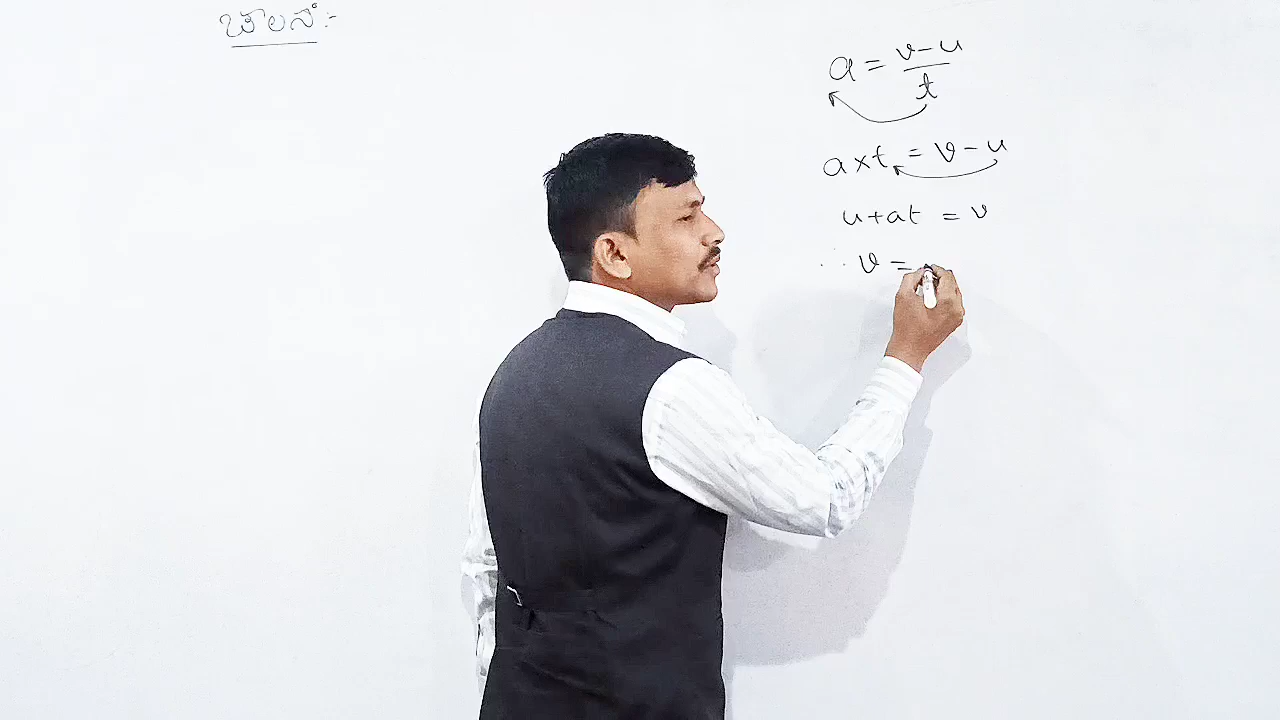 ಚಲನೆ:-
a = v-u/t
a×t = v-u
u+at = v
∴ v =